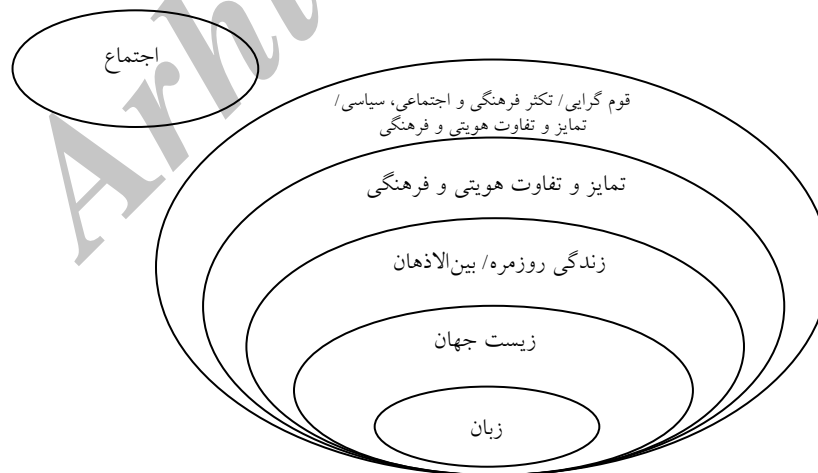 اجتماع
قوم گرایی/ تکثر فرهنگی و اجتماعی، سیاسی/
تمایز و تفاوت هویتی و فرهنگی
تمایز و تفاوت هویتی و فرهنگی
زندگی روزمره/ بین‌الاذهان
زیست جهان
زبان